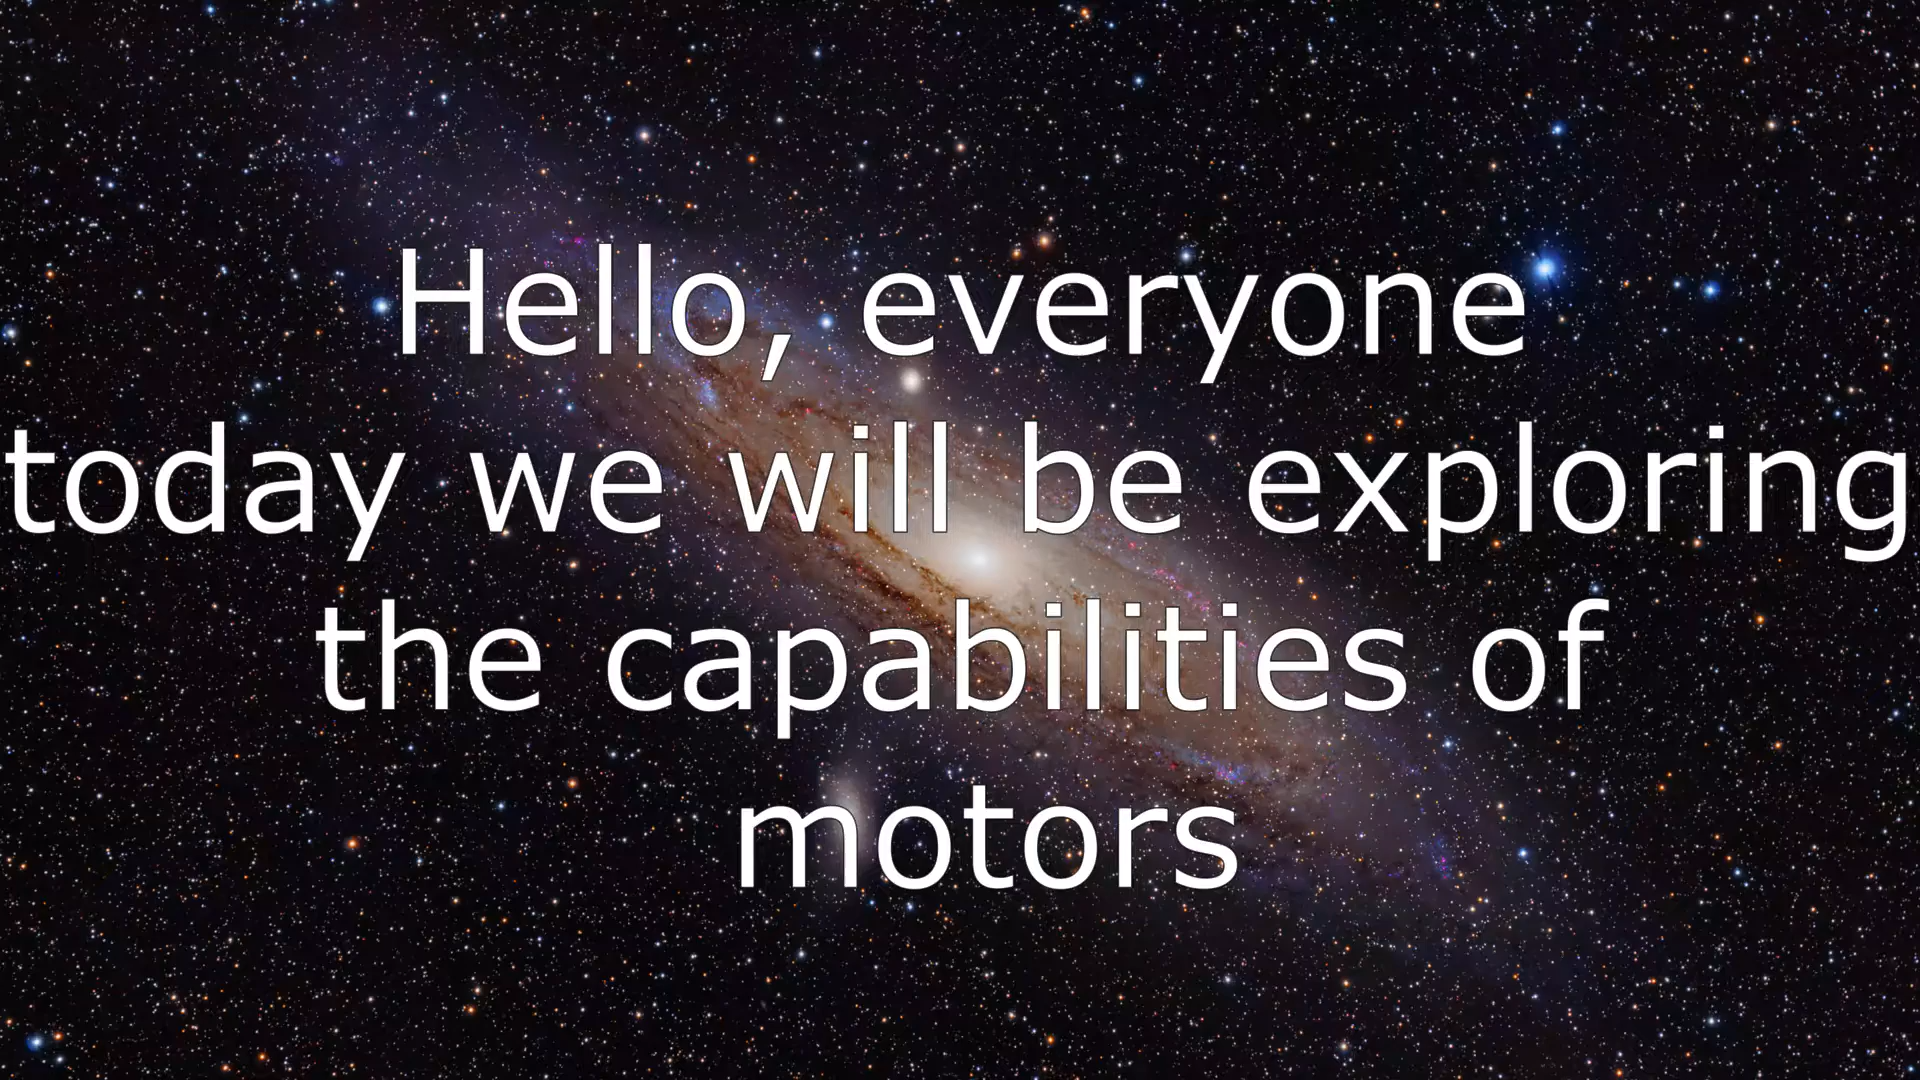 Hello, everyone
today we will be exploring
the capabilities of
motors